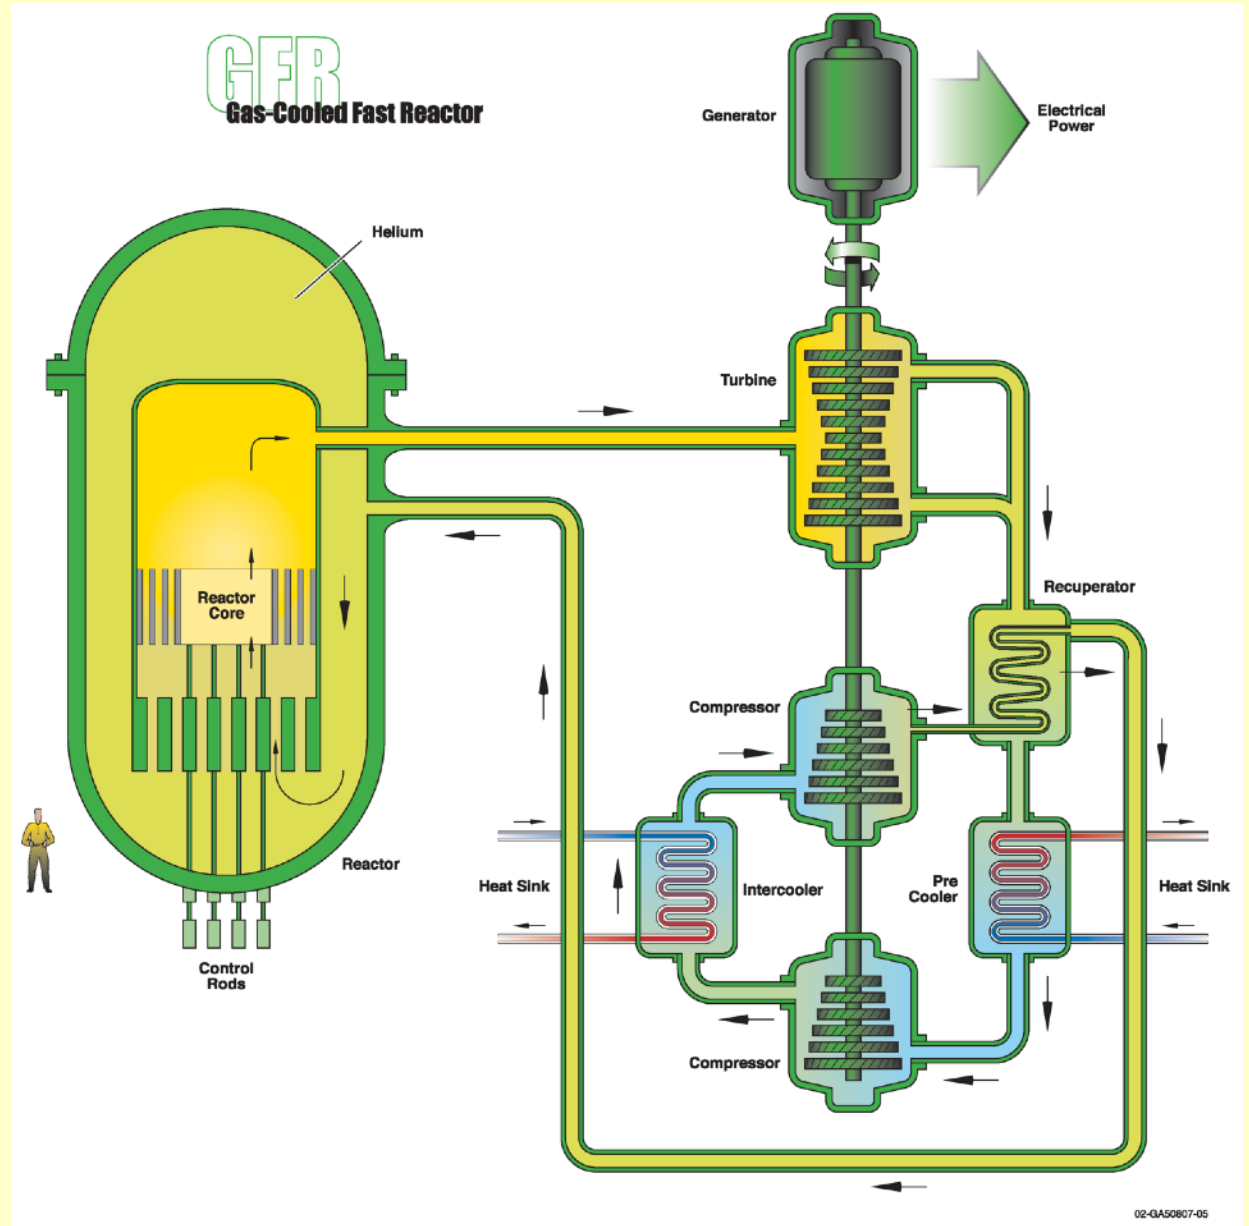 GFR
Gas-Cooled Fast Reactor
Generator
Electrical
Power
Helium
Turbine
Reactor
Core
Recuperator
Compressor
Reactor
Heat Sink
Intercooler
Pre
Cooler
Heat Sink
Control
Rods
Compressor
02-GA50807-05